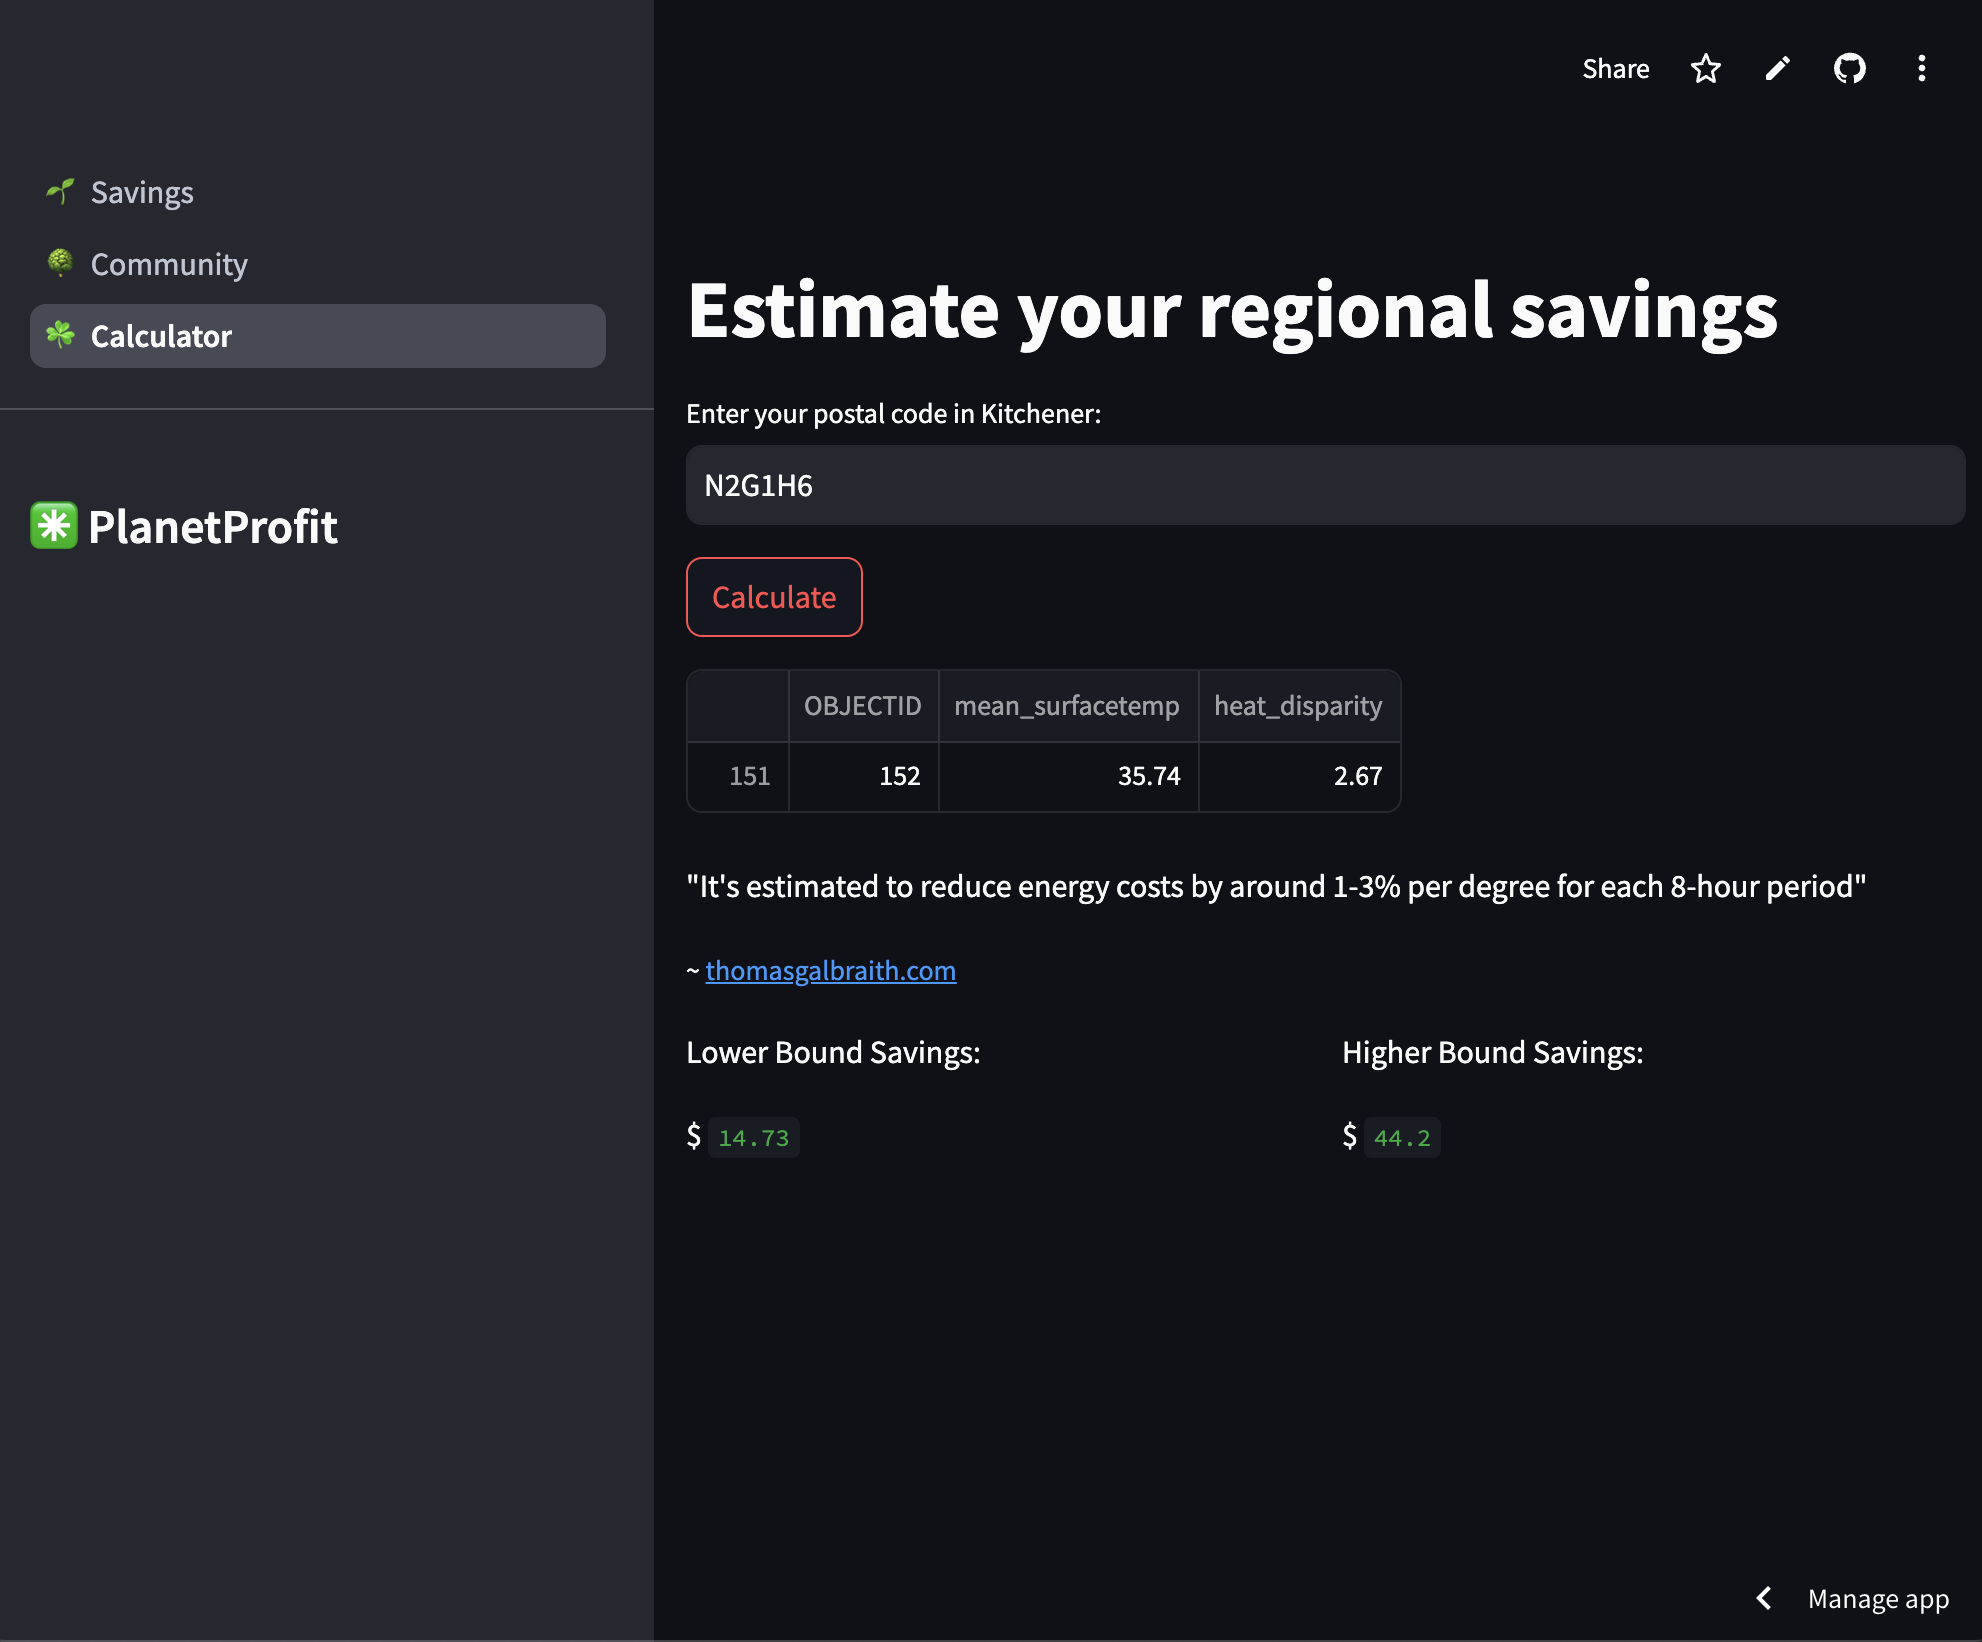 Share
Savings
Community
Calculator
PlanetProfit
Estimate your regional savings
Enter your postal code in Kitchener:
N2G1H6
Calculate
OBJECTID mean_surfacetemp heat_disparity
151 152 35.74 2.67
"It's estimated to reduce energy costs by around 1-3% per degree for each 8-hour period"
~ thomasgalbraith.com
Lower Bound Savings: Higher Bound Savings:
$ 14.73 $ 44.2
Manage app